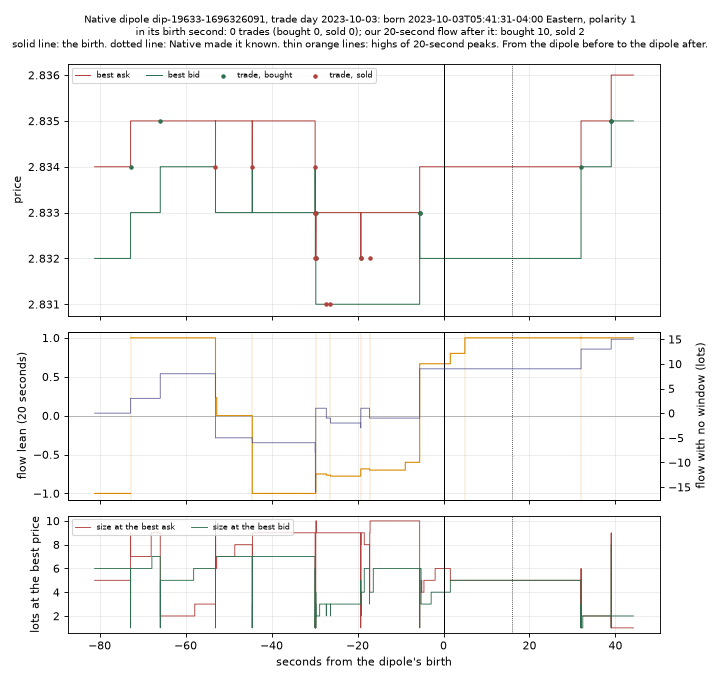 Native dipole dip-19633-1696326091, trade day 2023-10-03: born 2023-10-03T05:41:31-04:00 Eastern, polarity 1
in its birth second: 0 trades (bought 0, sold 0); our 20-second flow after it: bought 10, sold 2
solid line: the birth. dotted line: Native made it known. thin orange lines: highs of 20-second peaks. From the dipole before to the dipole after.
best ask
best bid
trade, bought
trade, sold
2.836
2.835
2.834
2.833
2.832
2.831
price
1.0
0.5
0.0
−0.5
−1.0
flow lean (20 seconds)
15
10
5
0
−5
−10
−15
flow with no window (lots)
size at the best ask
size at the best bid
10
8
6
4
2
lots at the best price
−80
−60
−40
−20
0
20
40
seconds from the dipole's birth